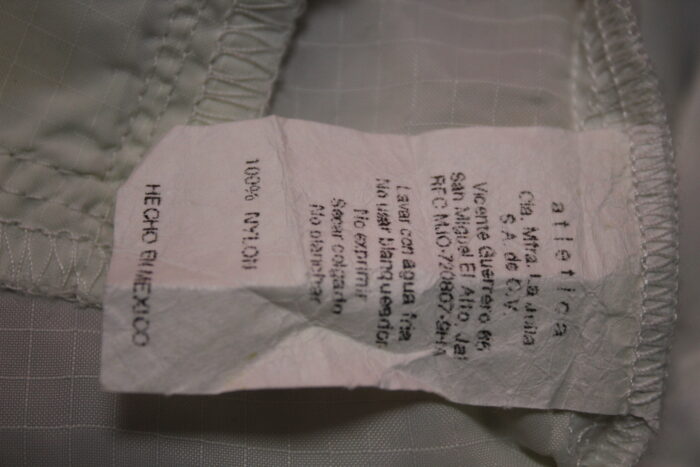 atletica
Cia. Mfra. La
S.A. de C.V
Vicente Guerrero 66
San Miguel El Alto, Jal
Lavar con agua fria
No usar blanqueador
No exprimir
Secar colgado
No planchar
100% NYLON
HECHO EN MEXICO